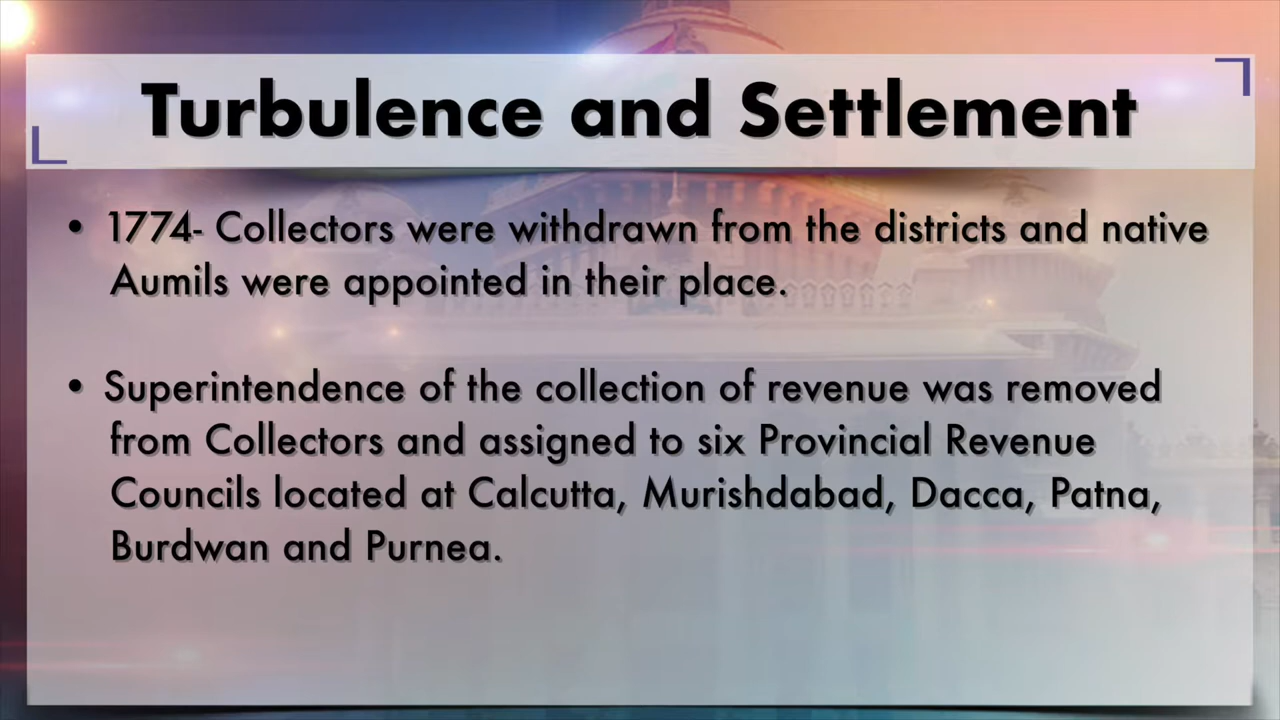 Turbulence and Settlement
• 1774- Collectors were withdrawn from the districts and native
Aumils were appointed in their place.
• Superintendence of the collection of revenue was removed
from Collectors and assigned to six Provincial Revenue
Councils located at Calcutta, Murishdabad, Dacca, Patna,
Burdwan and Purnea.